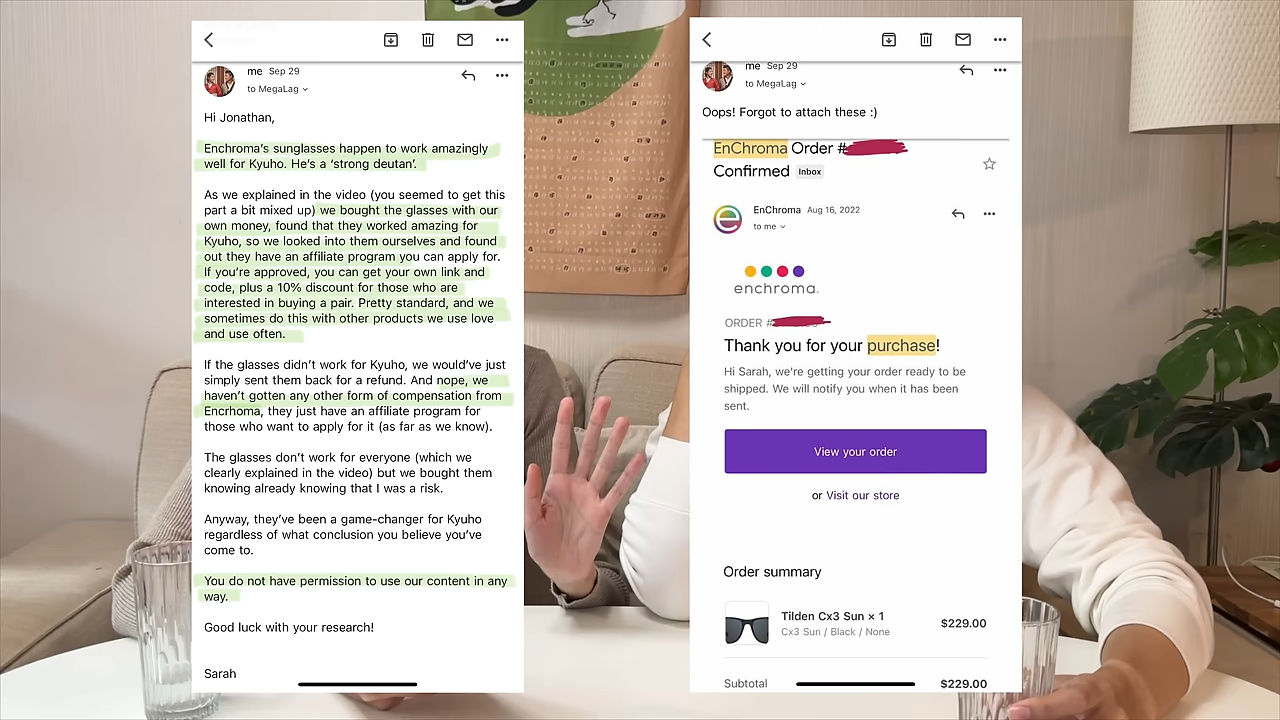 me Sep 29
to MegaLag
Hi Jonathan,
Enchroma's sunglasses happen to work amazingly
well for Kyuho. He's a 'strong deutan'.
As we explained in the video (you seemed to get this
part a bit mixed up) we bought the glasses with our
own money, found that they worked amazing for
Kyuho, so we looked into them ourselves and found
out they have an affiliate program you can apply for.
If you're approved, you can get your own link and
code, plus a 10% discount for those who are
interested in buying a pair. Pretty standard, and we
sometimes do this with other products we use love
and use often.
If the glasses didn't work for Kyuho, we would've just
simply sent them back for a refund. And nope, we
haven't gotten any other form of compensation from
Encrhoma, they just have an affiliate program for
those who want to apply for it (as far as we know).
The glasses don't work for everyone (which we
clearly explained in the video) but we bought them
knowing already knowing that I was a risk.
Anyway, they've been a game-changer for Kyuho
regardless of what conclusion you believe you've
come to.
You do not have permission to use our content in any
way.
Good luck with your research!
Sarah
me Sep 29
to MegaLag
Oops! Forgot to attach these :)
EnChroma Order #
Confirmed Inbox
EnChroma Aug 16, 2022
to me
enchroma.
ORDER #
Thank you for your purchase!
Hi Sarah, we're getting your order ready to be
shipped. We will notify you when it has been
sent.
View your order
or Visit our store
Order summary
Tilden Cx3 Sun × 1
Cx3 Sun / Black / None
$229.00
Subtotal $229.00